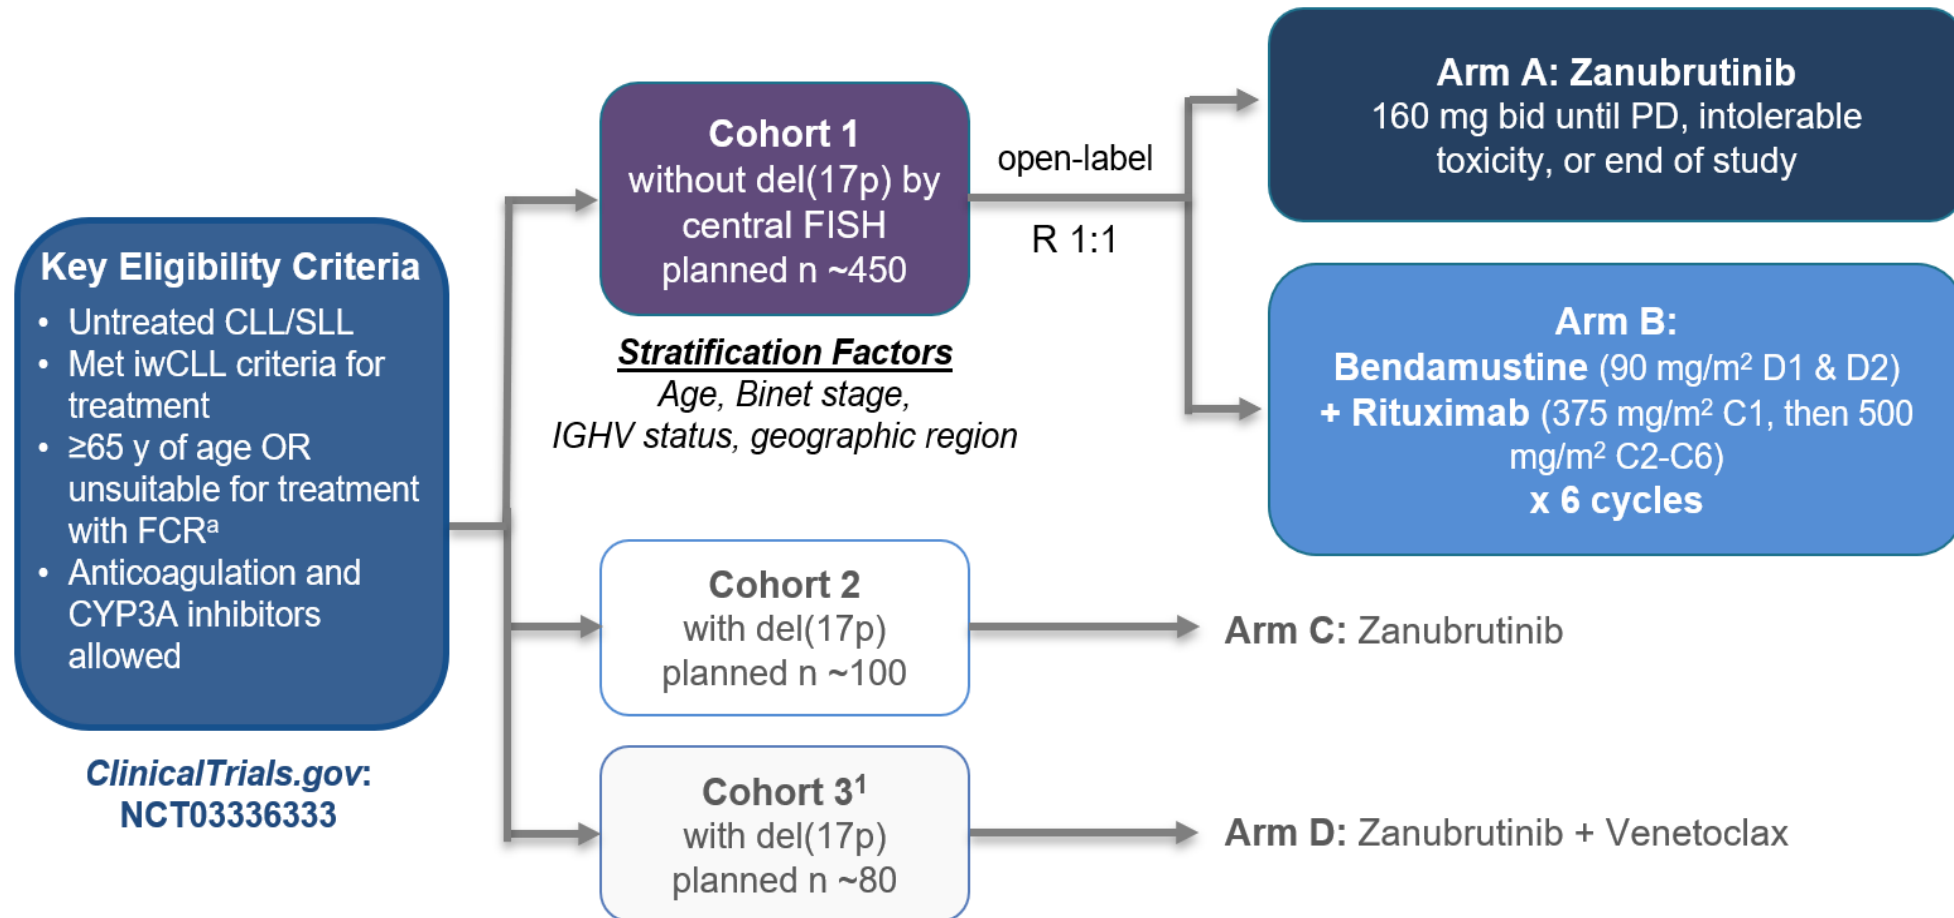 Key Eligibility Criteria
• Untreated CLL/SLL
• Met iwCLL criteria for
treatment
• ≥65 y of age OR
unsuitable for treatment
with FCRᵃ
• Anticoagulation and
CYP3A inhibitors
allowed
ClinicalTrials.gov:
NCT03336333
Cohort 1
without del(17p) by
central FISH
planned n ~450
Stratification Factors
Age, Binet stage,
IGHV status, geographic region
open-label
R 1:1
Arm A: Zanubrutinib
160 mg bid until PD, intolerable
toxicity, or end of study
Arm B:
Bendamustine (90 mg/m² D1 & D2)
+ Rituximab (375 mg/m² C1, then 500
mg/m² C2-C6)
x 6 cycles
Cohort 2
with del(17p)
planned n ~100
Arm C: Zanubrutinib
Cohort 3¹
with del(17p)
planned n ~80
Arm D: Zanubrutinib + Venetoclax